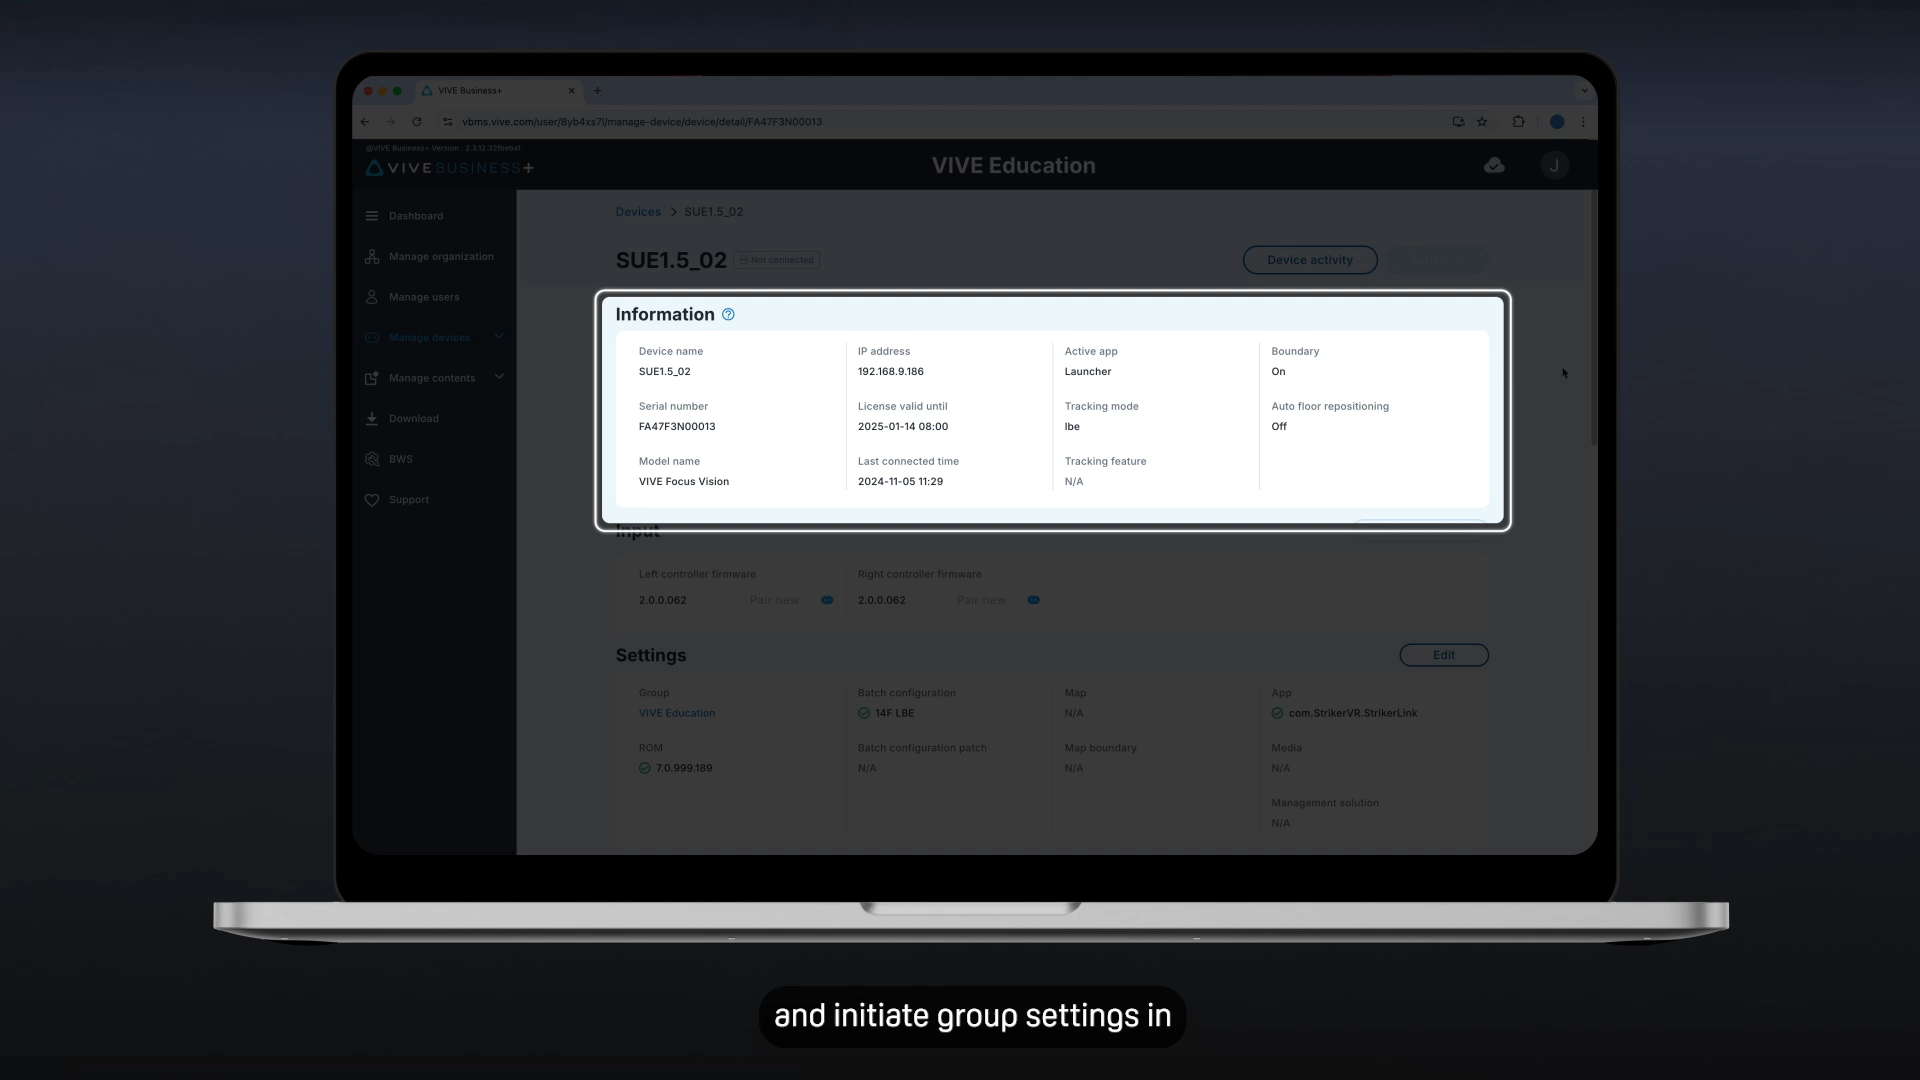 VIVE Business+
vbms.vive.com/user/8yb4xs7l/manage-device/device/detail/FA47F3N00013
VIVE BUSINESS+
VIVE Education
J
Dashboard
Manage organization
Manage users
Manage devices
Manage contents
Download
BWS
Support
Devices > SUE1.5_02
SUE1.5_02
Not connected
Device activity
Information
Device name
SUE1.5_02
Serial number
FA47F3N00013
Model name
VIVE Focus Vision
IP address
192.168.9.186
License valid until
2025-01-14 08:00
Last connected time
2024-11-05 11:29
Active app
Launcher
Tracking mode
lbe
Tracking feature
N/A
Boundary
On
Auto floor repositioning
Off
Input
Left controller firmware
2.0.0.062
Pair new
Right controller firmware
2.0.0.062
Pair new
Settings
Edit
Group
VIVE Education
ROM
7.0.999.189
Batch configuration
14F LBE
Batch configuration patch
N/A
Map
N/A
Map boundary
N/A
App
com.StrikerVR.StrikerLink
Media
N/A
Management solution
N/A
and initiate group settings in